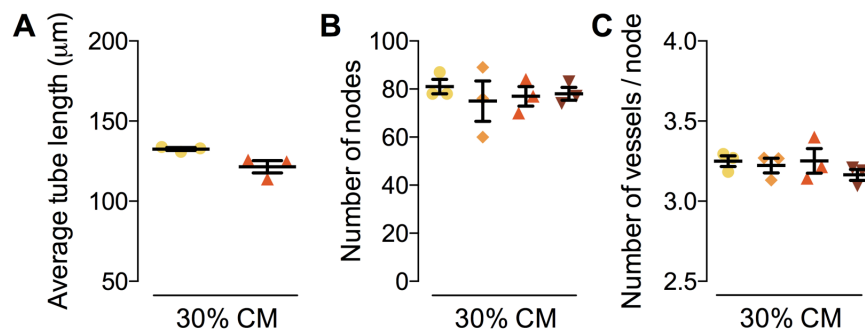 A
Average tube length (μm)
200
150
100
50
30% CM
B
Number of nodes
100
80
60
40
20
0
30% CM
C
Number of vessels / node
4.0
3.5
3.0
2.5
30% CM